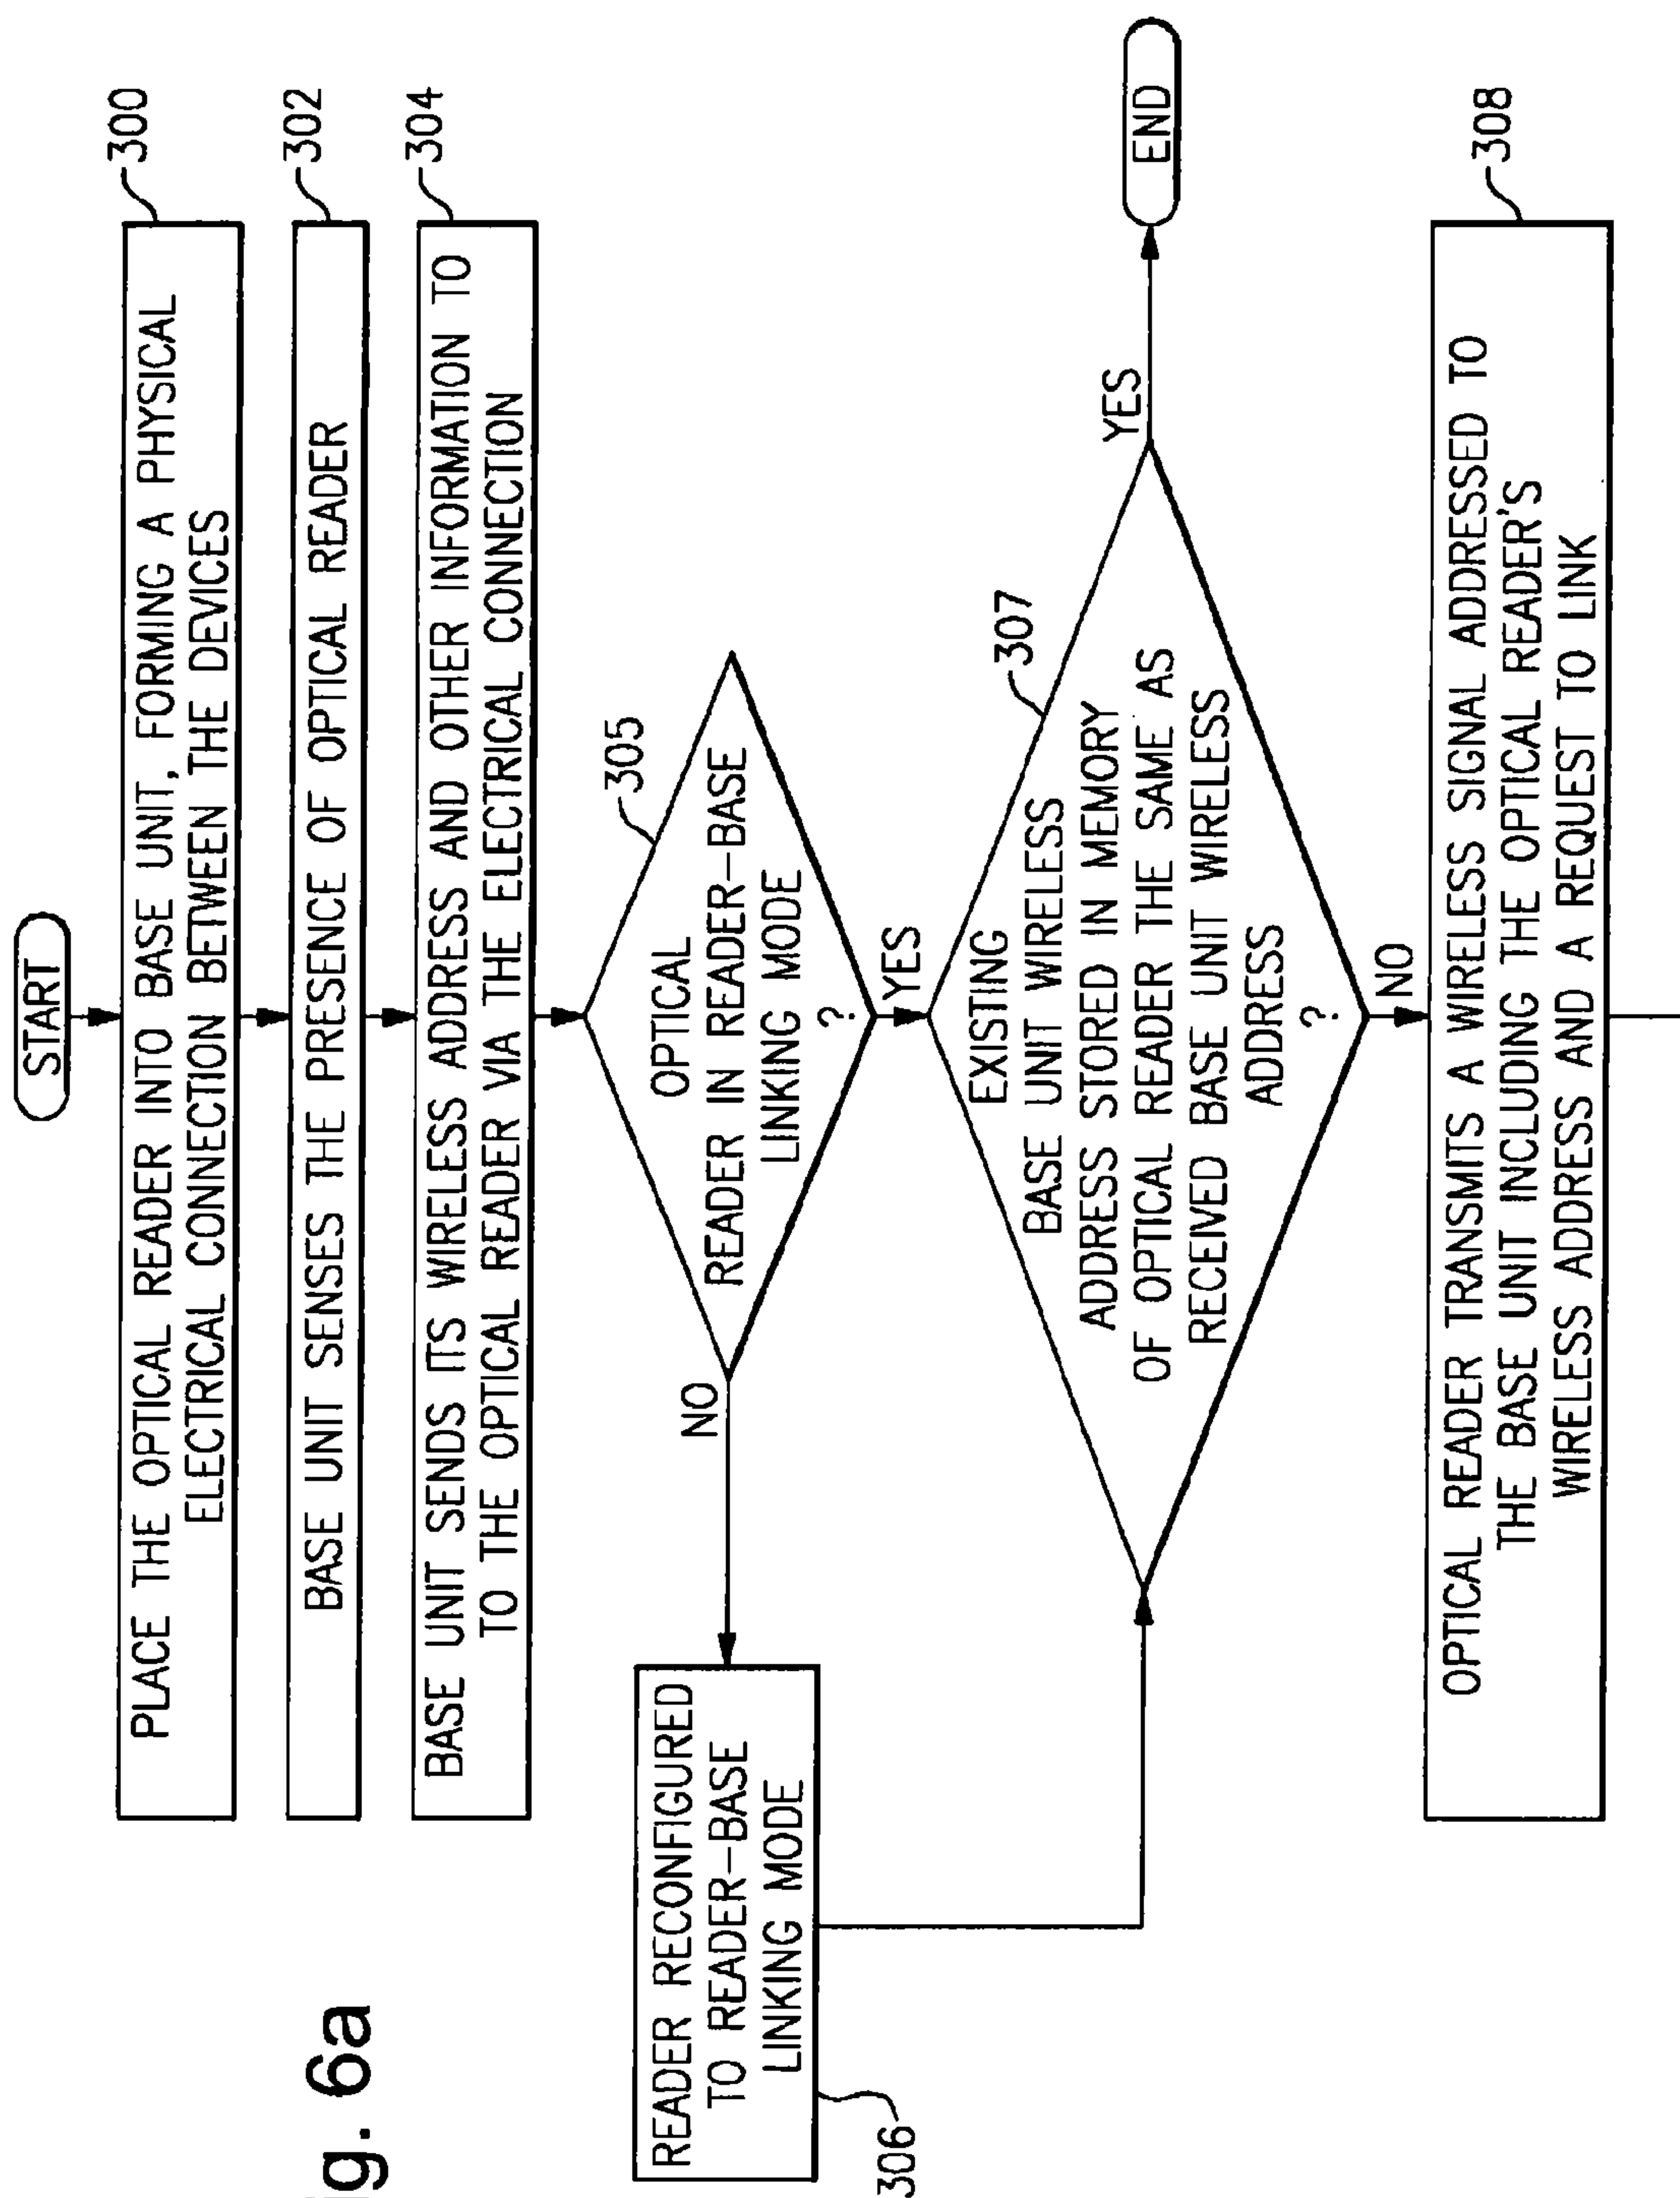 START
300
PLACE THE OPTICAL READER INTO BASE UNIT, FORMING A PHYSICAL
ELECTRICAL CONNECTION BETWEEN THE DEVICES
302
BASE UNIT SENSES THE PRESENCE OF OPTICAL READER
304
BASE UNIT SENDS ITS WIRELESS ADDRESS AND OTHER INFORMATION TO
TO THE OPTICAL READER VIA THE ELECTRICAL CONNECTION
305
OPTICAL
READER IN READER-BASE
LINKING MODE
?
NO
YES
READER RECONFIGURED
TO READER-BASE
LINKING MODE
306
307
EXISTING
BASE UNIT WIRELESS
ADDRESS STORED IN MEMORY
OF OPTICAL READER THE SAME AS
RECEIVED BASE UNIT WIRELESS
ADDRESS
?
YES
END
NO
308
OPTICAL READER TRANSMITS A WIRELESS SIGNAL ADDRESSED TO
THE BASE UNIT INCLUDING THE OPTICAL READER'S
WIRELESS ADDRESS AND A REQUEST TO LINK
ig. 6a